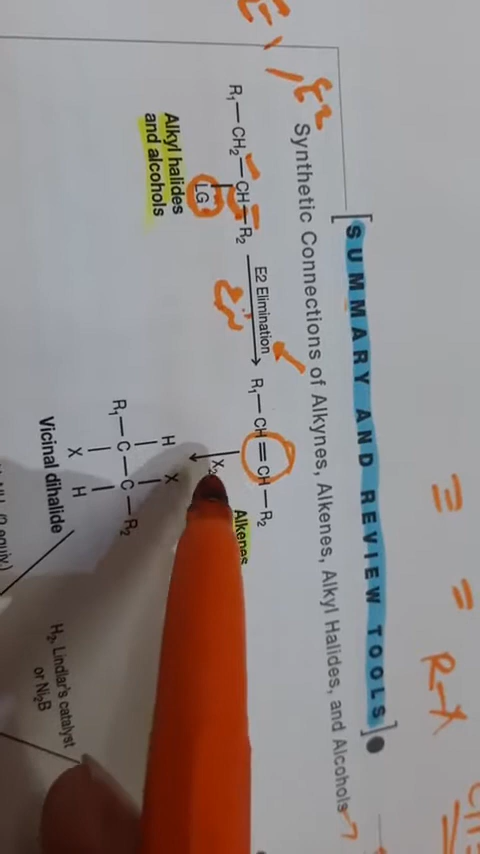 [SUMMARY AND REVIEW TOOLS]
Synthetic Connections of Alkynes, Alkenes, Alkyl Halides, and Alcohols
≡ = R-X
R₁—CH₂—CH—R₂
LG
E2 Elimination
R₁—CH=CH—R₂
Alkyl halides
and alcohols
Alkenes
X₂
H X
R₁—C—C—R₂
X H
Vicinal dihalide
H₂, Lindlar's catalyst
or Ni₂B